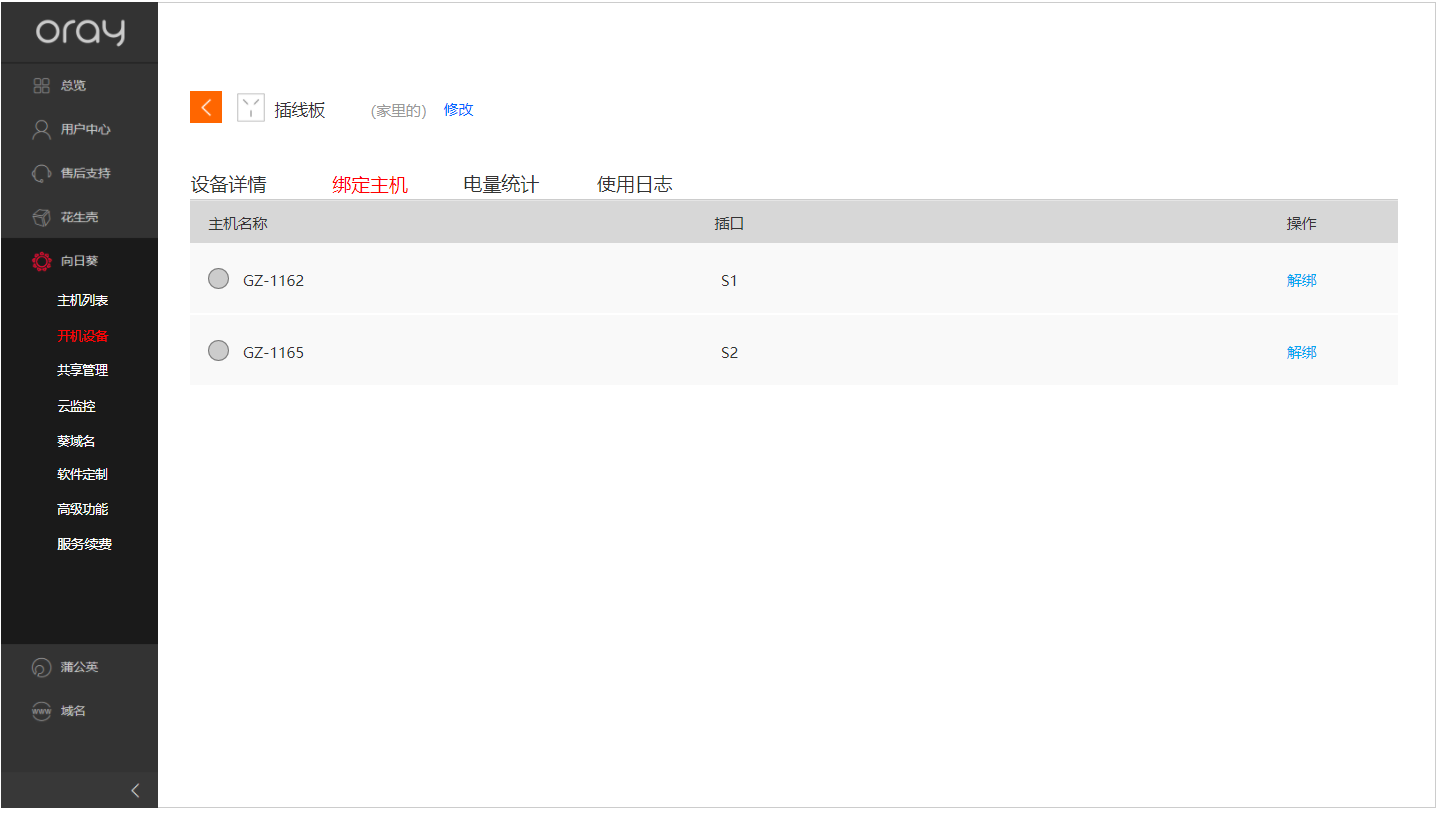 oray
总览
用户中心
售后支持
花生壳
向日葵
主机列表
开机设备
共享管理
云监控
葵域名
软件定制
高级功能
服务续费
蒲公英
www 域名
插线板 (家里的) 修改
设备详情 绑定主机 电量统计 使用日志
主机名称 插口 操作
GZ-1162 S1 解绑
GZ-1165 S2 解绑